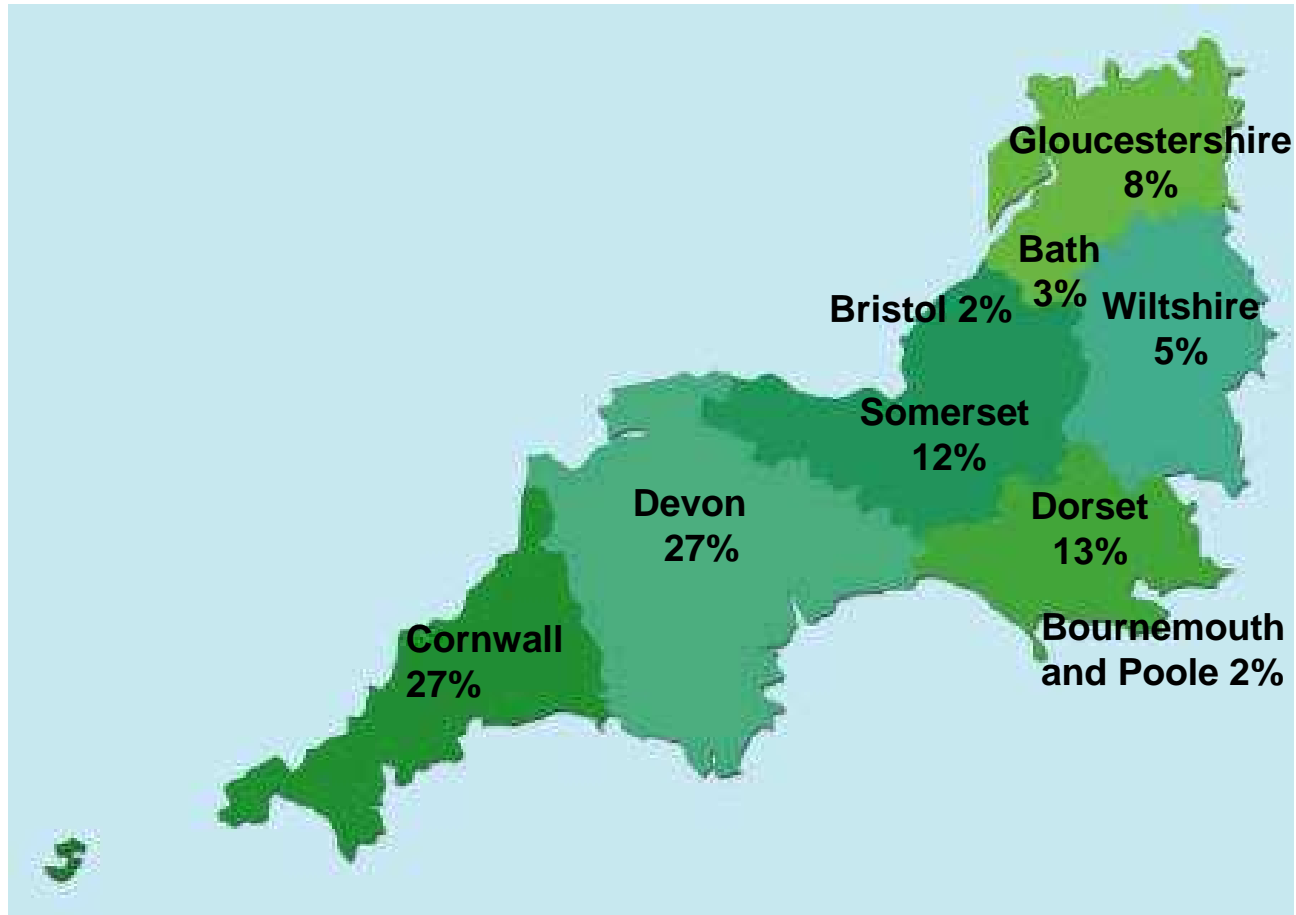 Gloucestershire
8%
Bath
3%
Bristol 2%
Wiltshire
5%
Somerset
12%
Devon
27%
Dorset
13%
Cornwall
27%
Bournemouth
and Poole 2%